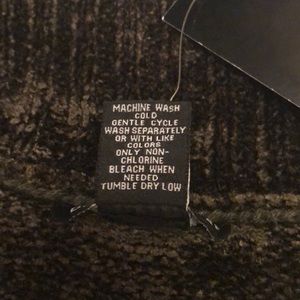 MACHINE WASH
COLD
GENTLE CYCLE
WASH SEPARATELY
OR WITH LIKE
COLORS
ONLY NON-
CHLORINE
BLEACH WHEN
NEEDED
TUMBLE DRY LOW